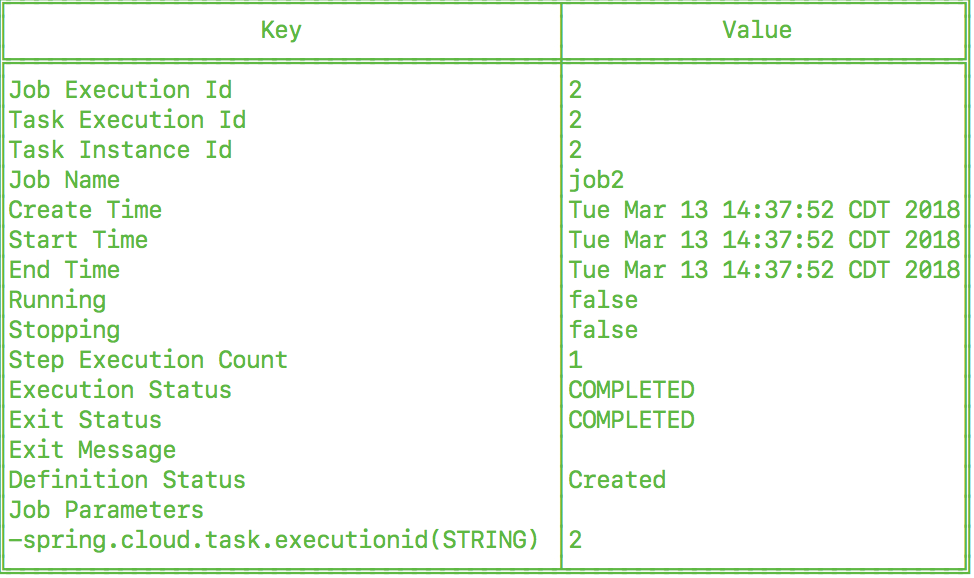 Key Value
Job Execution Id 2
Task Execution Id 2
Task Instance Id 2
Job Name job2
Create Time Tue Mar 13 14:37:52 CDT 2018
Start Time Tue Mar 13 14:37:52 CDT 2018
End Time Tue Mar 13 14:37:52 CDT 2018
Running false
Stopping false
Step Execution Count 1
Execution Status COMPLETED
Exit Status COMPLETED
Exit Message
Definition Status Created
Job Parameters
-spring.cloud.task.executionid(STRING) 2